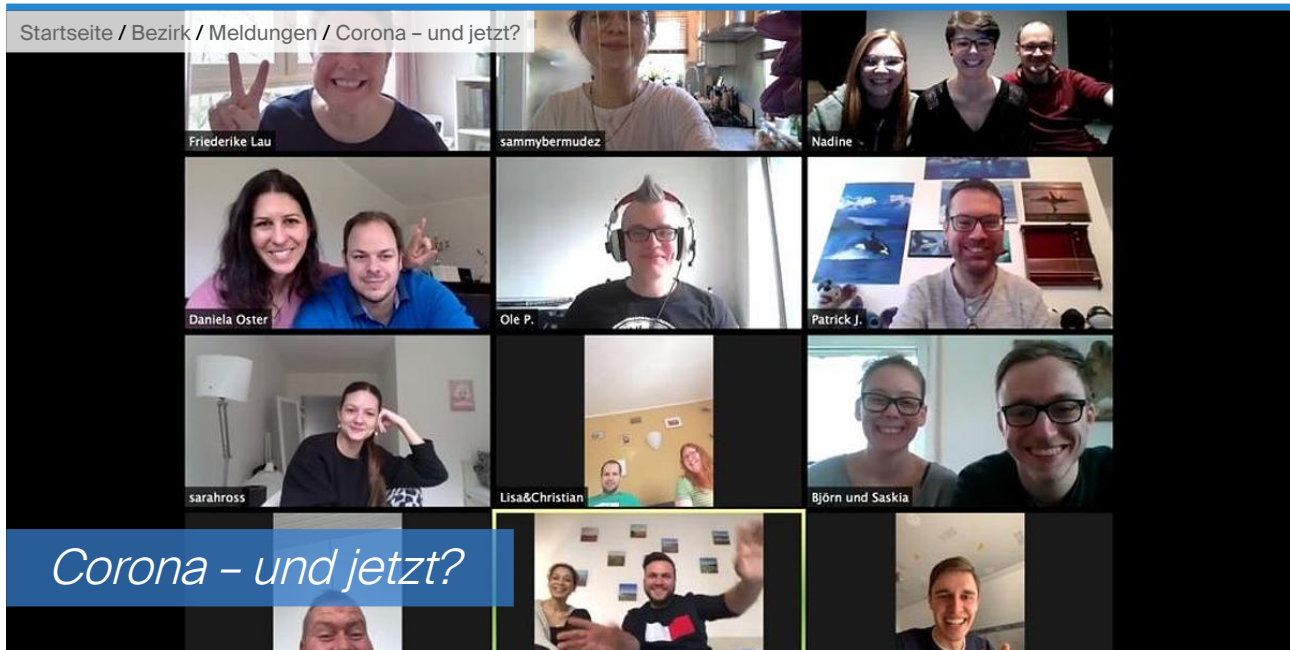 Startseite / Bezirk / Meldungen / Corona – und jetzt?
Friederike Lau
sammybermudez
Nadine
Daniela Oster
Ole P.
Patrick J.
sarahross
Lisa&Christian
Björn und Saskia
Corona – und jetzt?